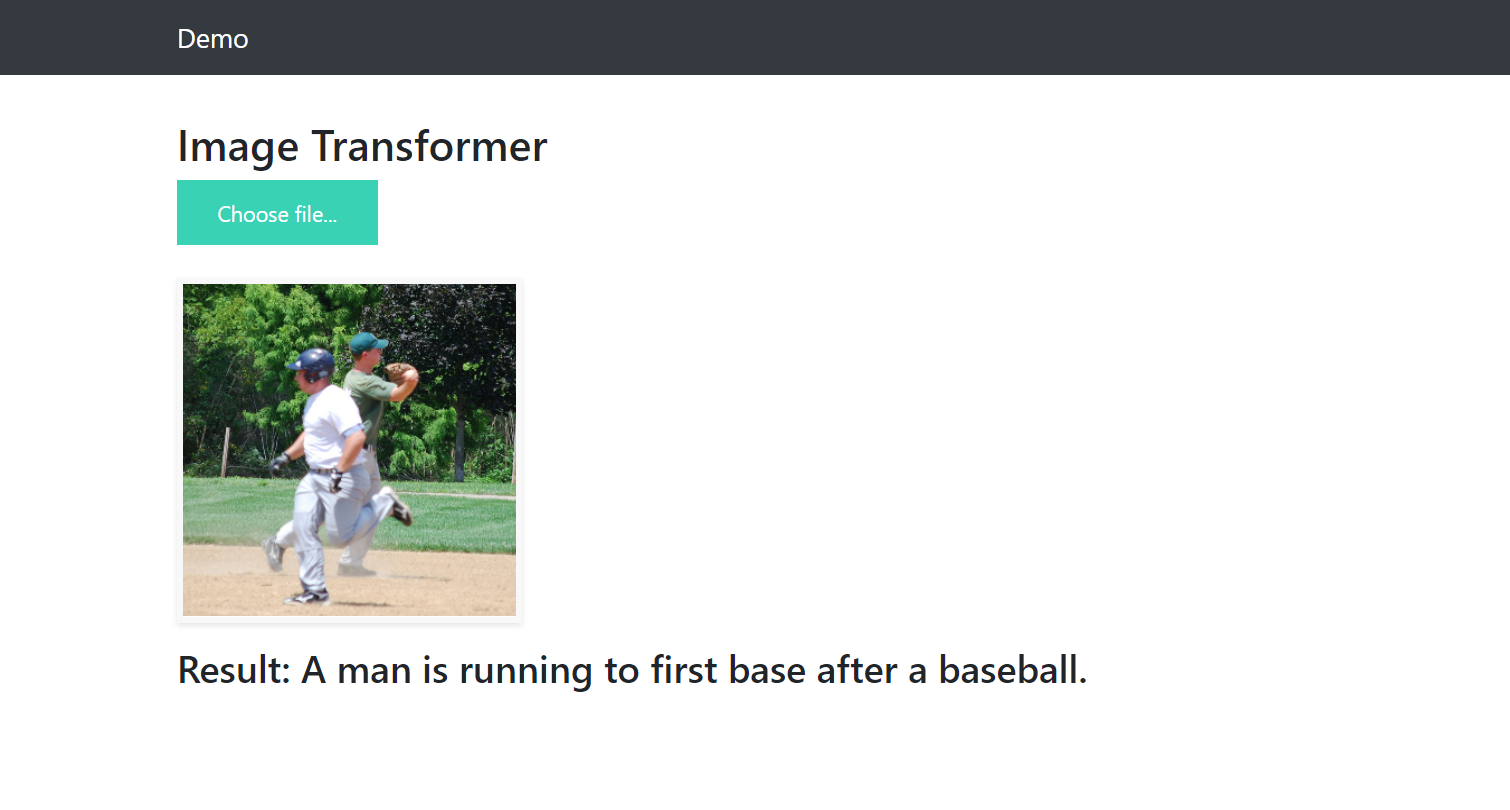 Demo
Image Transformer
Choose file...
Result: A man is running to first base after a baseball.